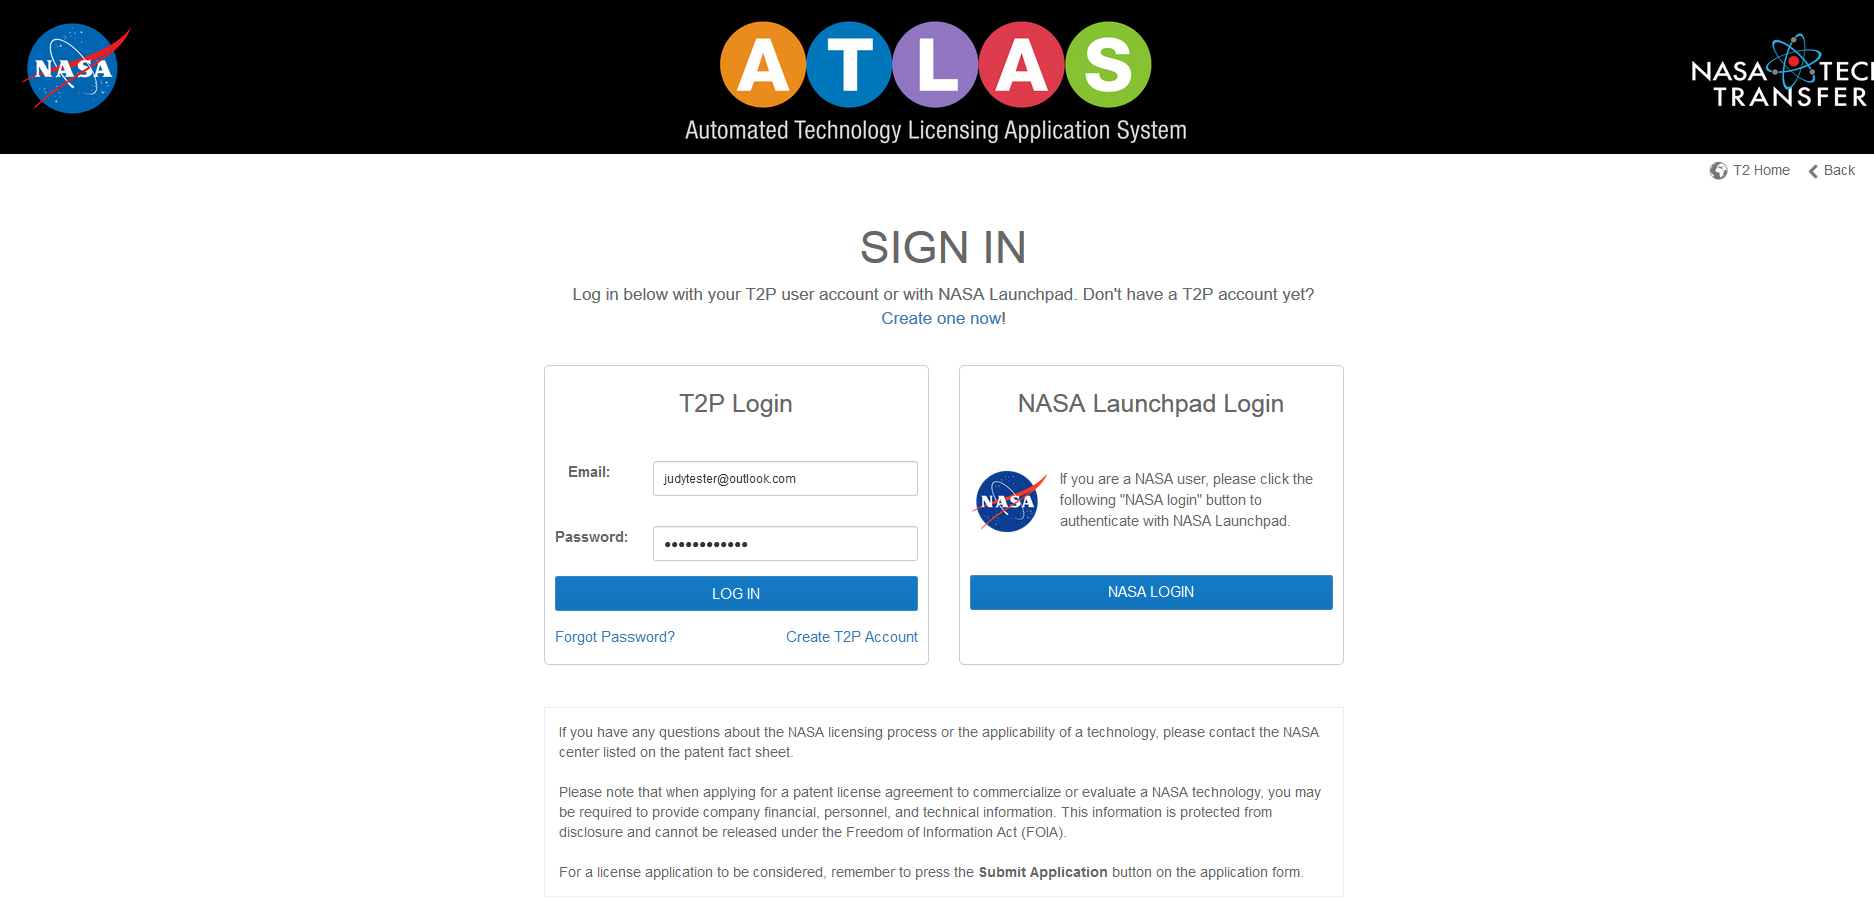 NASA
ATLAS
Automated Technology Licensing Application System
NASA TEC
TRANSFER
T2 Home
Back
SIGN IN
Log in below with your T2P user account or with NASA Launchpad. Don't have a T2P account yet?
Create one now!
T2P Login
Email:
judytester@outlook.com
Password:
••••••••••••
LOG IN
Forgot Password?
Create T2P Account
NASA Launchpad Login
NASA
If you are a NASA user, please click the
following "NASA login" button to
authenticate with NASA Launchpad.
NASA LOGIN
If you have any questions about the NASA licensing process or the applicability of a technology, please contact the NASA
center listed on the patent fact sheet.
Please note that when applying for a patent license agreement to commercialize or evaluate a NASA technology, you may
be required to provide company financial, personnel, and technical information. This information is protected from
disclosure and cannot be released under the Freedom of Information Act (FOIA).
For a license application to be considered, remember to press the Submit Application button on the application form.